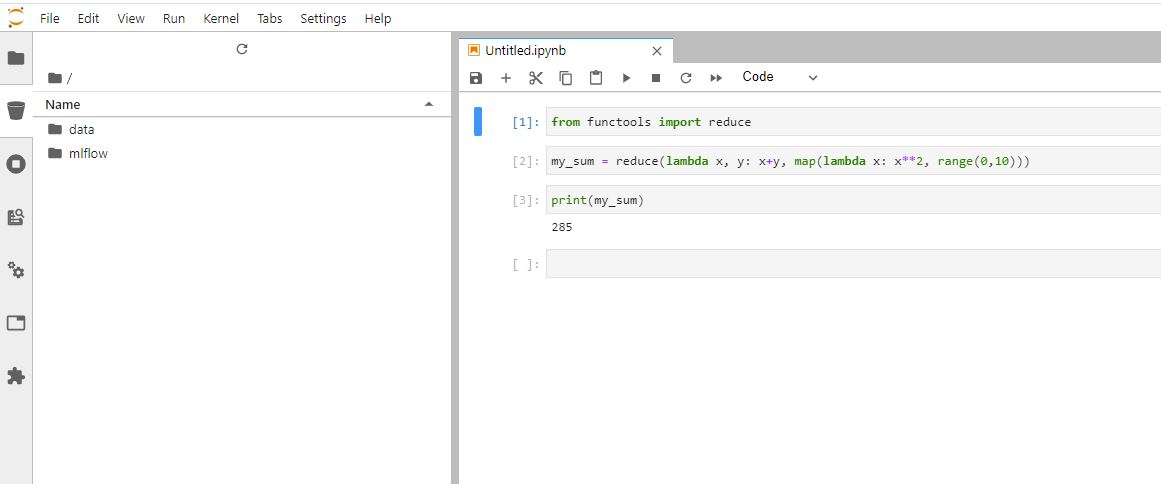 File Edit View Run Kernel Tabs Settings Help
/
Name
data
mlflow
Untitled.ipynb
Code
[1]: from functools import reduce
[2]: my_sum = reduce(lambda x, y: x+y, map(lambda x: x**2, range(0,10)))
[3]: print(my_sum)
285
[ ]: